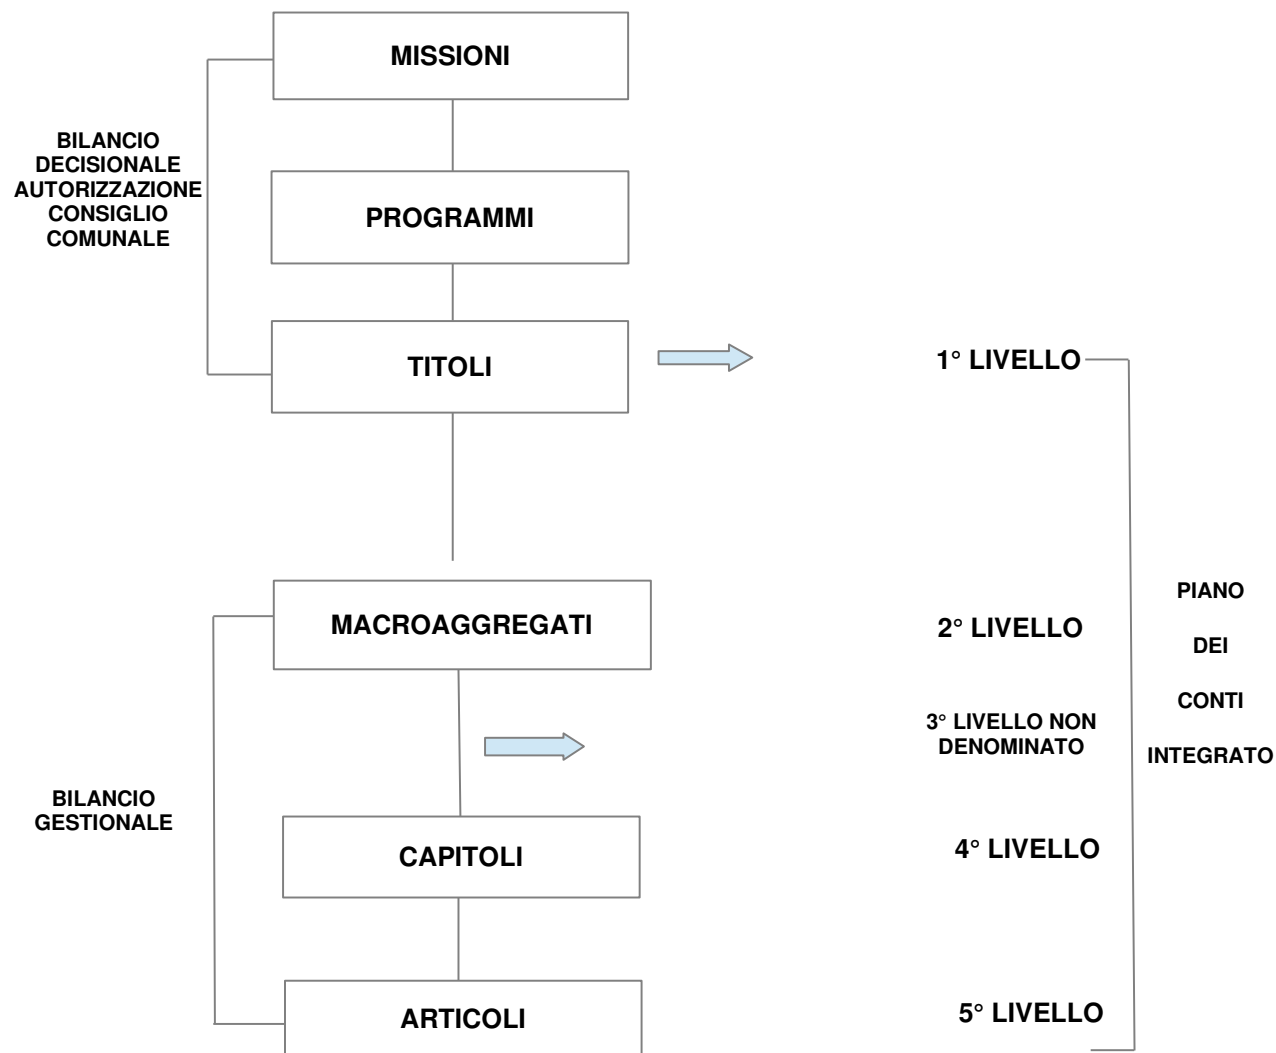 MISSIONI
BILANCIO
DECISIONALE
AUTORIZZAZIONE
CONSIGLIO
COMUNALE
PROGRAMMI
TITOLI
1° LIVELLO
MACROAGGREGATI
2° LIVELLO
3° LIVELLO NON
DENOMINATO
PIANO
DEI
CONTI
INTEGRATO
BILANCIO
GESTIONALE
CAPITOLI
4° LIVELLO
ARTICOLI
5° LIVELLO